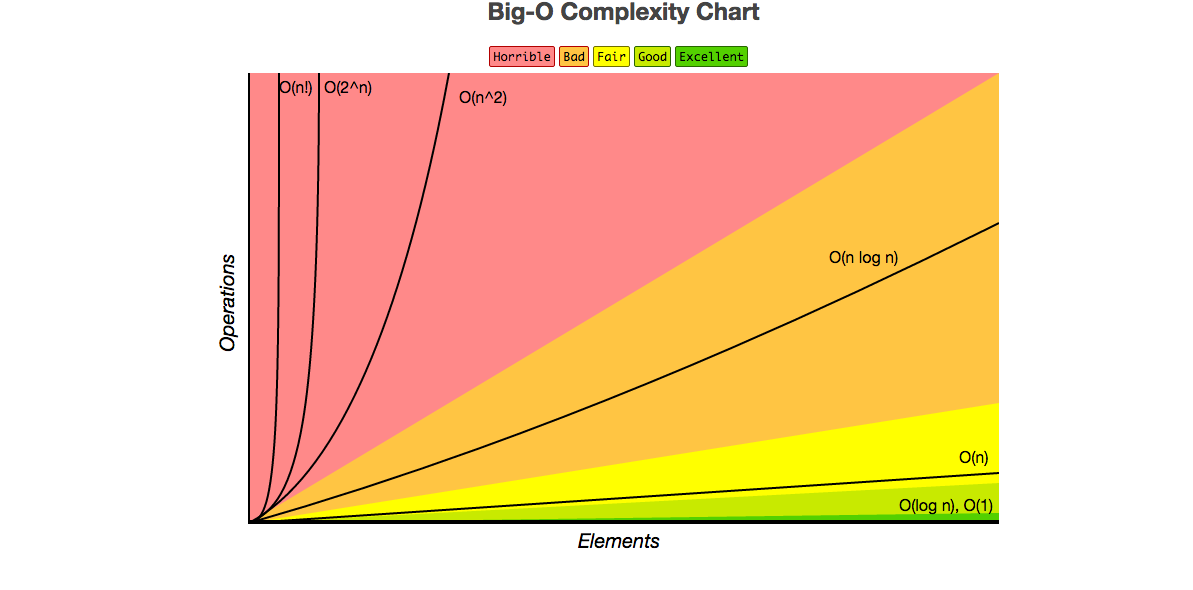 Big-O Complexity Chart
Horrible Bad Fair Good Excellent
O(n!) O(2^n)
O(n^2)
O(n log n)
Operations
O(n)
O(log n), O(1)
Elements